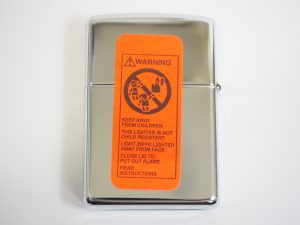 WARNING
KEEP AWAY
FROM CHILDREN
THIS LIGHTER IS NOT
CHILD RESISTANT
LIGHT ZIPPO LIGHTER
AWAY FROM FACE
CLOSE LID TO
PUT OUT FLAME
READ
INSTRUCTIONS